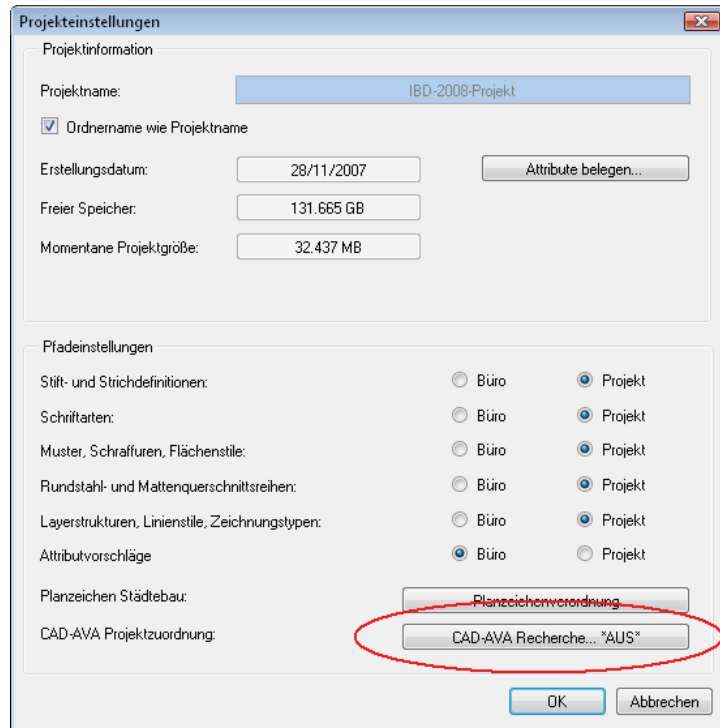 Projekteinstellungen
Projektinformation
Projektname: IBD-2008-Projekt
Ordnername wie Projektname
Erstellungsdatum: 28/11/2007 Attribute belegen...
Freier Speicher: 131.665 GB
Momentane Projektgröße: 32.437 MB
Pfadeinstellungen
Stift- und Strichdefinitionen: Büro Projekt
Schriftarten: Büro Projekt
Muster, Schraffuren, Flächenstile: Büro Projekt
Rundstahl- und Mattenquerschnittsreihen: Büro Projekt
Layerstrukturen, Linienstile, Zeichnungstypen: Büro Projekt
Attributvorschläge Büro Projekt
Planzeichen Städtebau: Planzeichenverordnung
CAD-AVA Projektzuordnung: CAD-AVA Recherche... *AUS*
OK Abbrechen